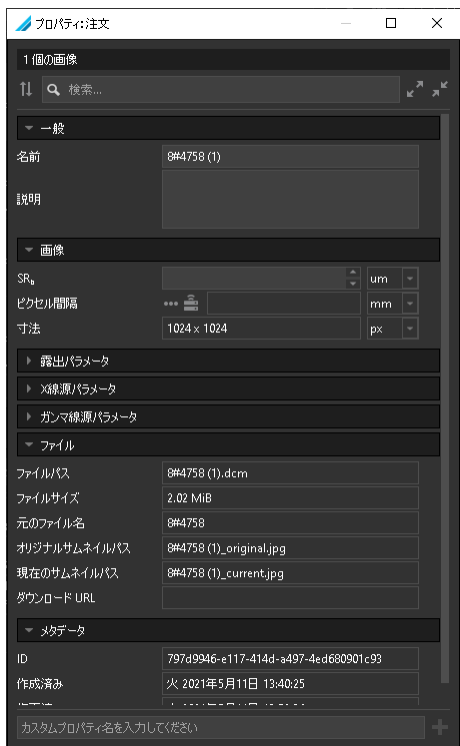 プロパティ:注文
1 個の画像
検索...
一般
名前 8#4758 (1)
説明
画像
SRb um
ピクセル間隔 mm
寸法 1024 x 1024 px
露出パラメータ
X線源パラメータ
ガンマ線源パラメータ
ファイル
ファイルパス 8#4758 (1).dcm
ファイルサイズ 2.02 MiB
元のファイル名 8#4758
オリジナルサムネイルパス 8#4758 (1)_original.jpg
現在のサムネイルパス 8#4758 (1)_current.jpg
ダウンロード URL
メタデータ
ID 797d9946-e117-414d-a497-4ed680901c93
作成済み 火 2021年5月11日 13:40:25
カスタムプロパティ名を入力してください